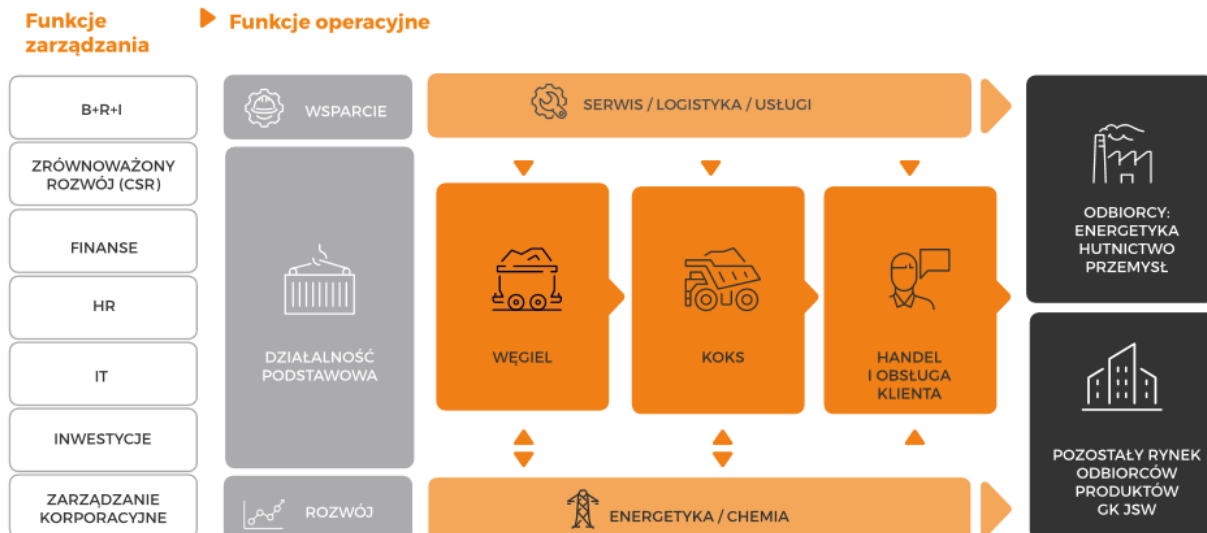 Funkcje
zarządzania
Funkcje operacyjne
B+R+I
ZRÓWNOWAŻONY
ROZWÓJ (CSR)
FINANSE
HR
IT
INWESTYCJE
ZARZĄDZANIE
KORPORACYJNE
WSPARCIE
DZIAŁALNOŚĆ
PODSTAWOWA
ROZWÓJ
SERWIS / LOGISTYKA / USŁUGI
WĘGIEL
KOKS
HANDEL
I OBSŁUGA
KLIENTA
ENERGETYKA / CHEMIA
ODBIORCY:
ENERGETYKA
HUTNICTWO
PRZEMYSŁ
POZOSTAŁY RYNEK
ODBIORCÓW
PRODUKTÓW
GK JSW